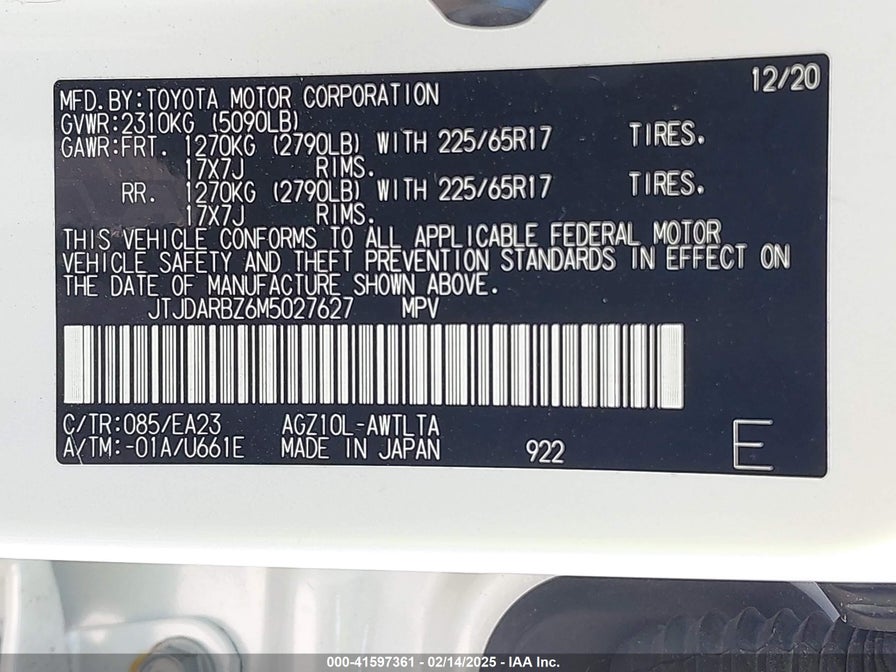 12/20
MFD.BY:TOYOTA MOTOR CORPORATION
GVWR:2310KG (5090LB)
GAWR:FRT. 1270KG (2790LB) WITH 225/65R17 TIRES.
17X7J RIMS.
RR. 1270KG (2790LB) WITH 225/65R17 TIRES.
17X7J RIMS.
THIS VEHICLE CONFORMS TO ALL APPLICABLE FEDERAL MOTOR
VEHICLE SAFETY AND THEFT PREVENTION STANDARDS IN EFFECT ON
THE DATE OF MANUFACTURE SHOWN ABOVE.
JTJDARBZ6M5027627 MPV
C/TR:085/EA23 AGZ10L-AWTLTA
A/TM:-01A/U661E MADE IN JAPAN 922 E
000-41597361 | 02/14/2025 - IAA Inc.